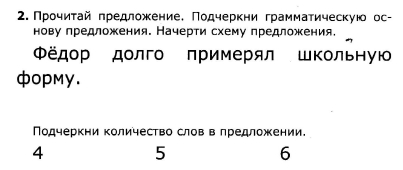 2. Прочитай предложение. Подчеркни грамматическую ос-
нову предложения. Начерти схему предложения.
Фёдор долго примерял школьную
форму.
Подчеркни количество слов в предложении.
4 5 6